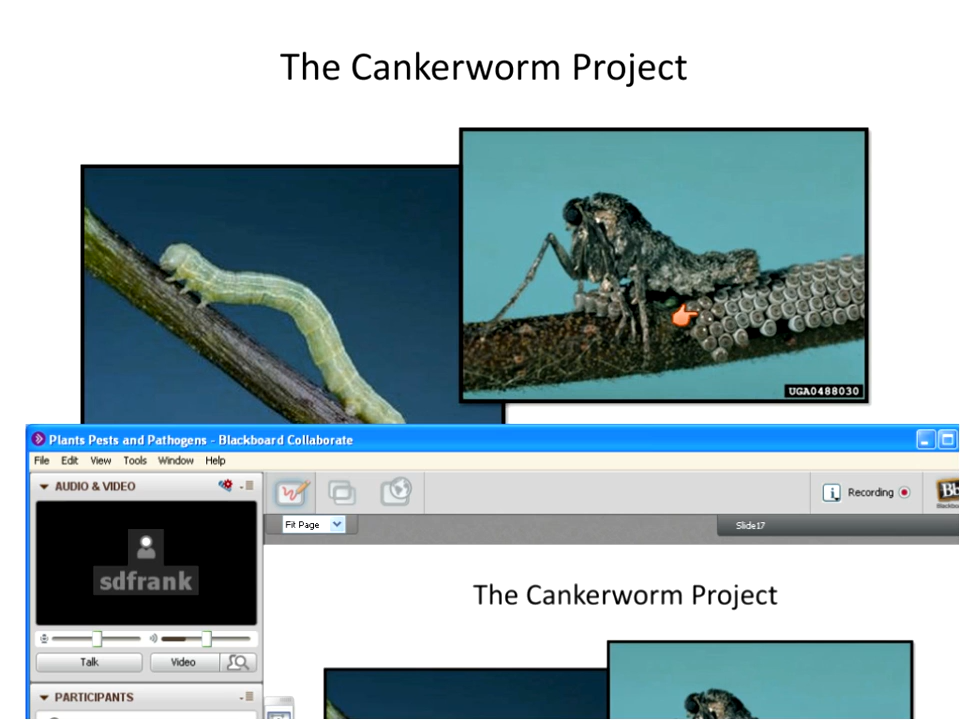 The Cankerworm Project
UGA0488030
Plants Pests and Pathogens - Blackboard Collaborate
File Edit View Tools Window Help
AUDIO & VIDEO
Recording
Fit Page
Slide17
sdfrank
The Cankerworm Project
Talk Video
PARTICIPANTS